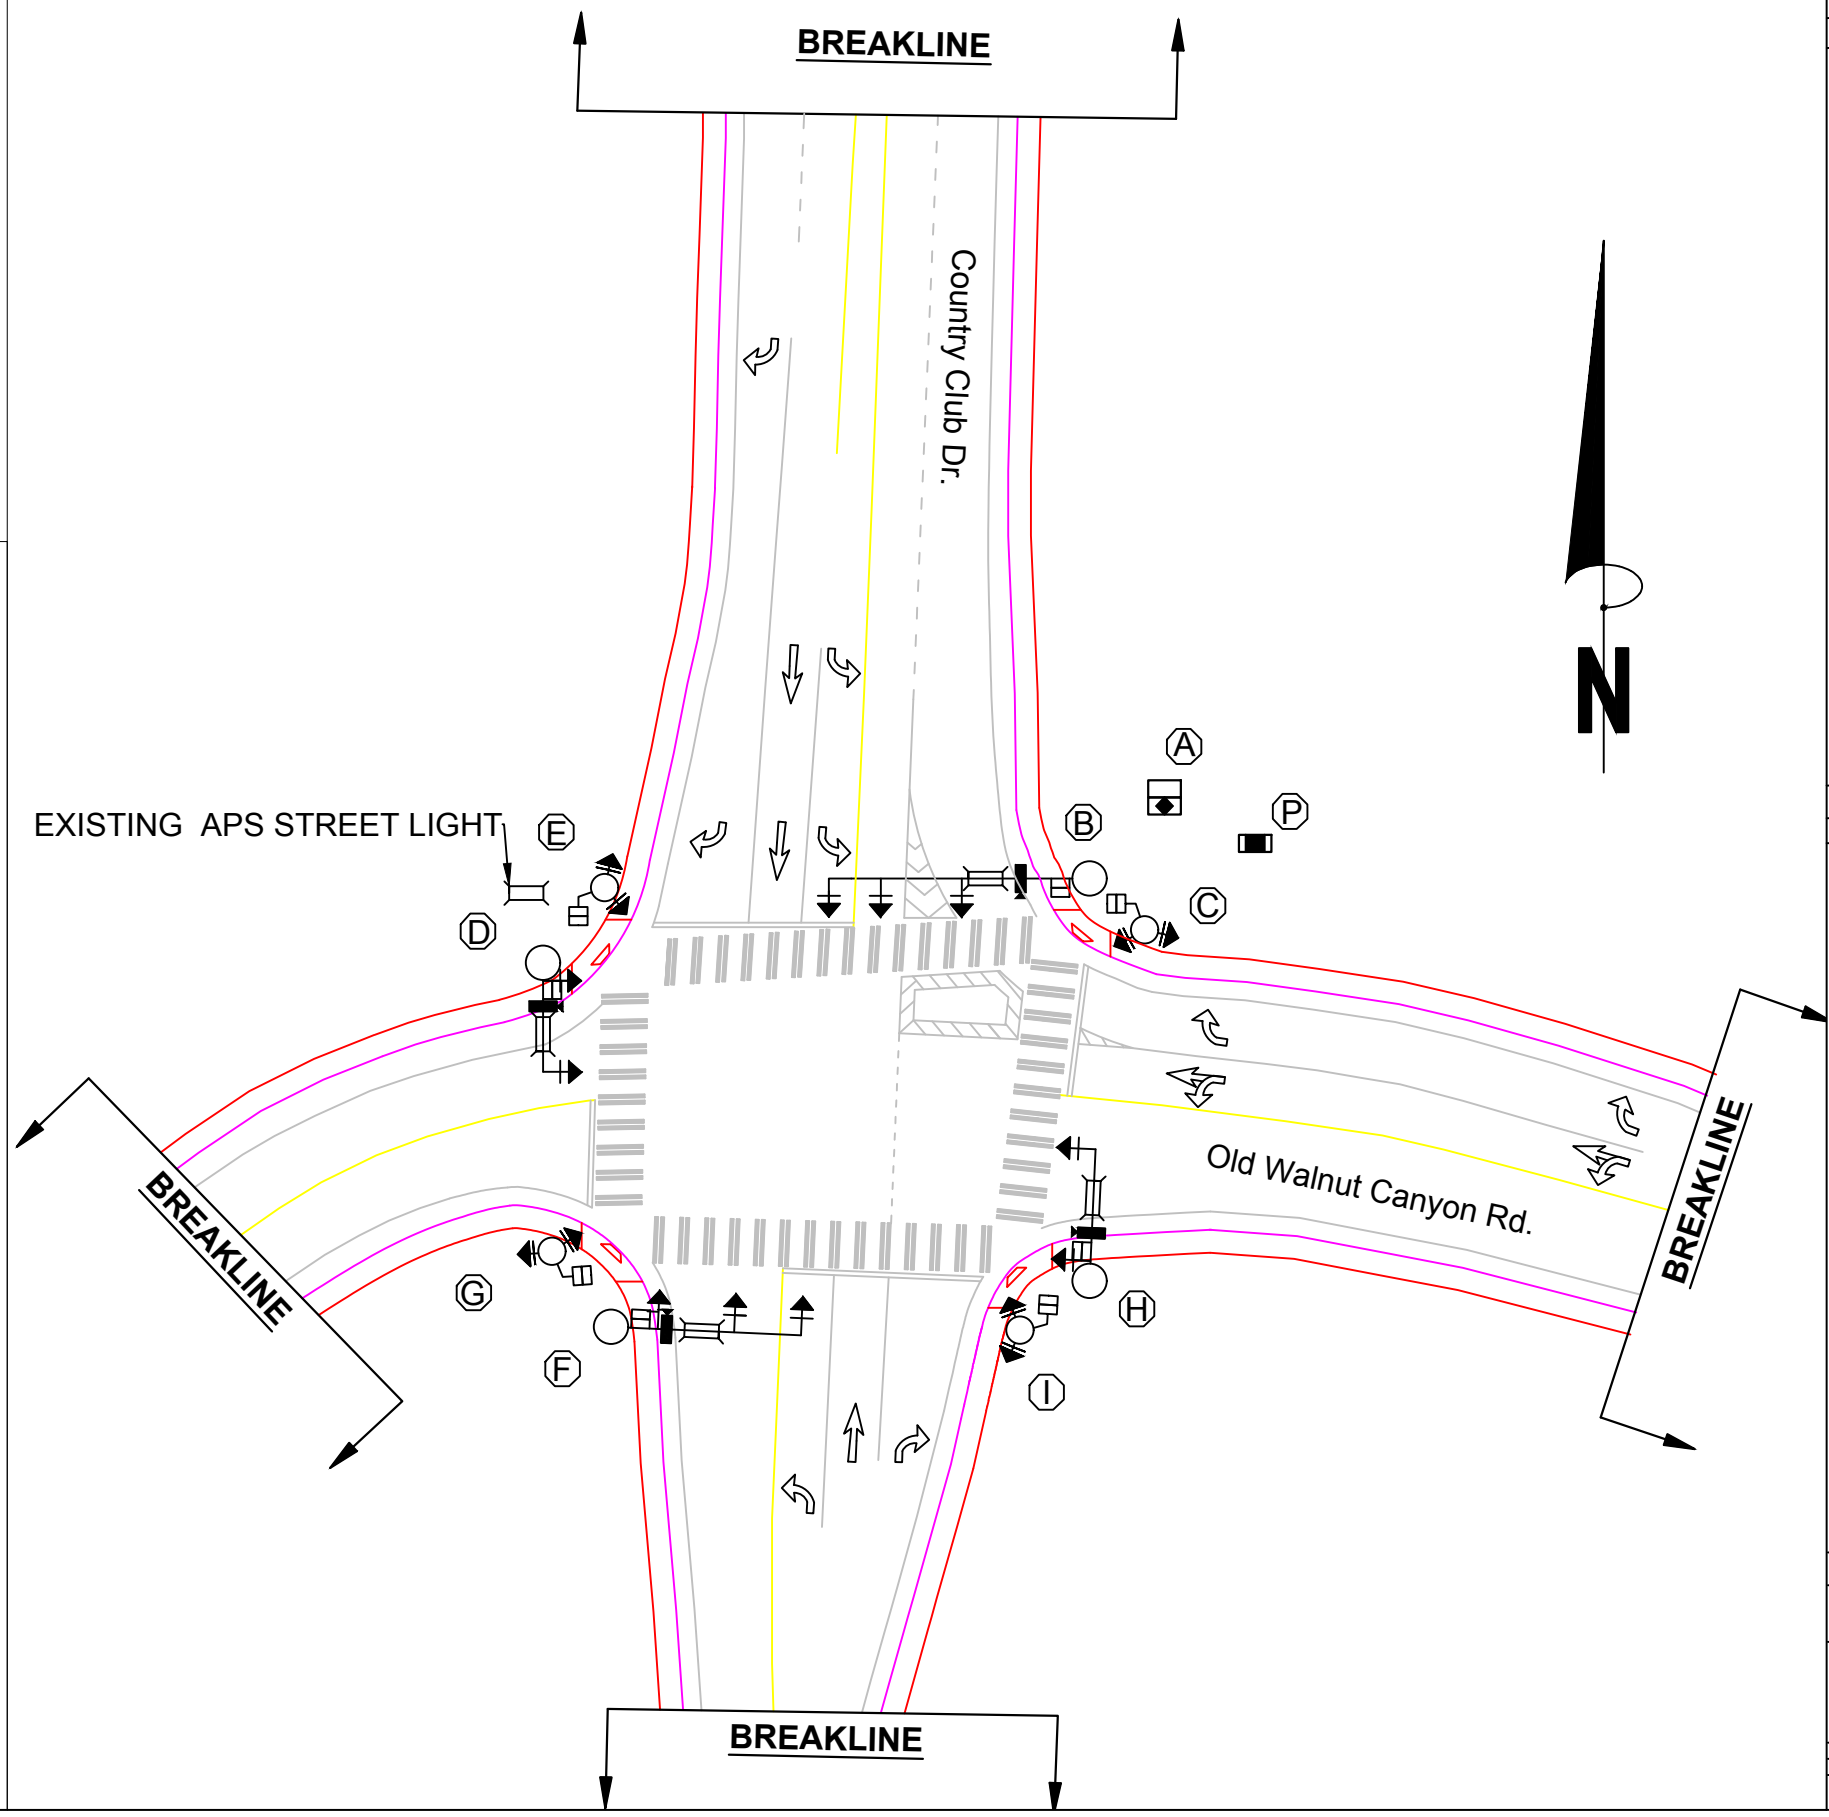 BREAKLINE
Country Club Dr.
N
A
P
B
EXISTING APS STREET LIGHT
E
C
D
BREAKLINE
Old Walnut Canyon Rd.
BREAKLINE
G
H
F
I
BREAKLINE